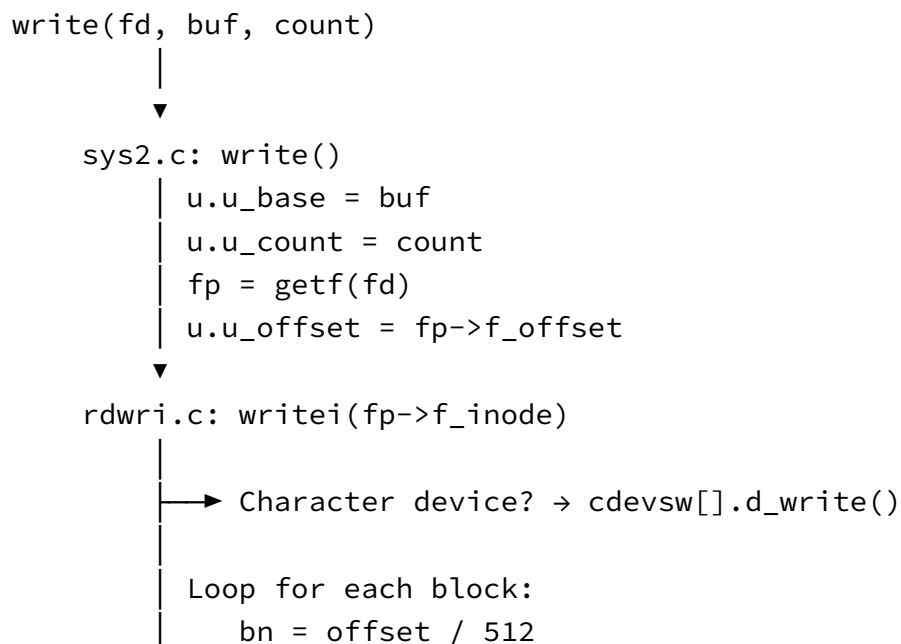 write(fd, buf, count)
sys2.c: write()
u.u_base = buf
u.u_count = count
fp = getf(fd)
u.u_offset = fp->f_offset
rdwri.c: writei(fp->f_inode)
Character device? → cdevsw[].d_write()
Loop for each block:
bn = offset / 512